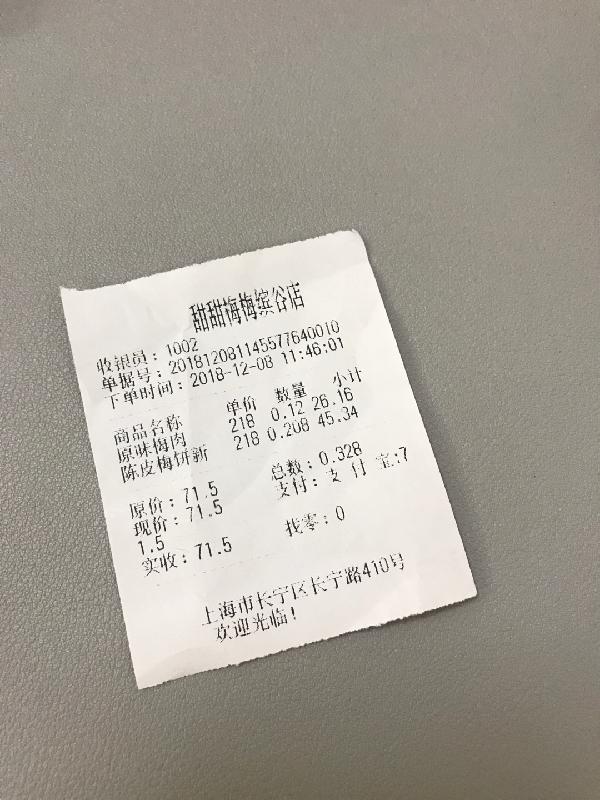 甜甜梅梅缤谷店
收银员：1002
单据号：201812081145577640010
下单时间：2018-12-08 11:46:01
商品名称 单价 数量 小计
原味梅肉 218 0.12 26.16
陈皮梅饼新 218 0.208 45.34
原价：71.5 总数：0.328
现价：71.5 支付：支 付 宝:7
1.5
实收：71.5 找零：0
上海市长宁区长宁路410号
欢迎光临！